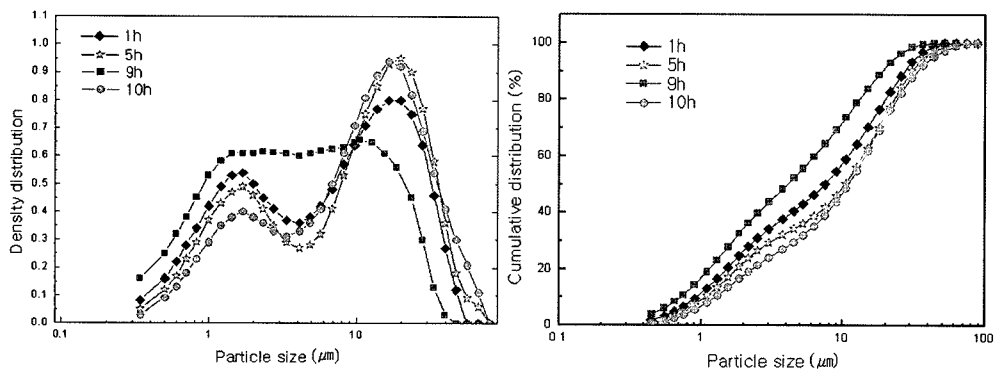 1.1
1.0
0.9
0.8
0.7
0.6
0.5
0.4
0.3
0.2
0.1
0.0
Density distribution
1h
5h
9h
10h
0.1
1
10
Particle size (μm)
100
80
60
40
20
0
Cumulative distribution (%)
1h
5h
9h
10h
0.1
1
10
100
Particle size (μm)